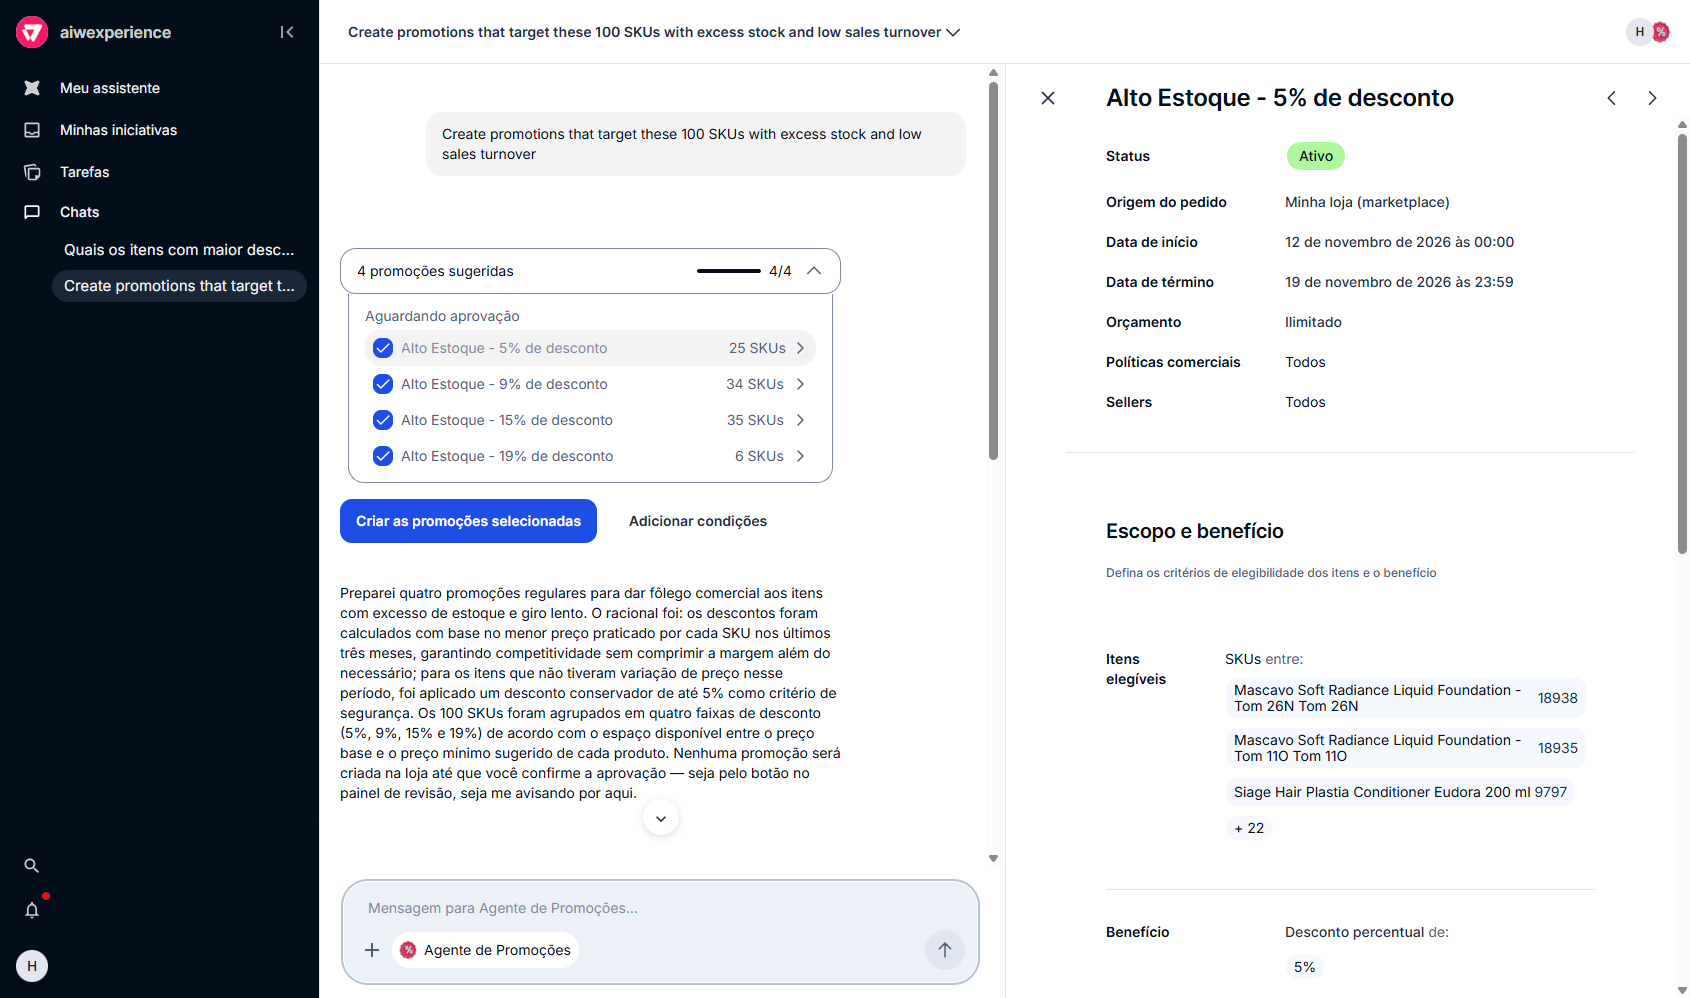 aiwexperience
Meu assistente
Minhas iniciativas
Tarefas
Chats
Quais os itens com maior desc...
Create promotions that target t...
H
Create promotions that target these 100 SKUs with excess stock and low sales turnover
H %
Create promotions that target these 100 SKUs with excess stock and low
sales turnover
4 promoções sugeridas 4/4
Aguardando aprovação
Alto Estoque - 5% de desconto 25 SKUs
Alto Estoque - 9% de desconto 34 SKUs
Alto Estoque - 15% de desconto 35 SKUs
Alto Estoque - 19% de desconto 6 SKUs
Criar as promoções selecionadas Adicionar condições
Preparei quatro promoções regulares para dar fôlego comercial aos itens
com excesso de estoque e giro lento. O racional foi: os descontos foram
calculados com base no menor preço praticado por cada SKU nos últimos
três meses, garantindo competitividade sem comprimir a margem além do
necessário; para os itens que não tiveram variação de preço nesse
período, foi aplicado um desconto conservador de até 5% como critério de
segurança. Os 100 SKUs foram agrupados em quatro faixas de desconto
(5%, 9%, 15% e 19%) de acordo com o espaço disponível entre o preço
base e o preço mínimo sugerido de cada produto. Nenhuma promoção será
criada na loja até que você confirme a aprovação — seja pelo botão no
painel de revisão, seja me avisando por aqui.
Mensagem para Agente de Promoções...
% Agente de Promoções
Alto Estoque - 5% de desconto
Status Ativo
Origem do pedido Minha loja (marketplace)
Data de início 12 de novembro de 2026 às 00:00
Data de término 19 de novembro de 2026 às 23:59
Orçamento Ilimitado
Políticas comerciais Todos
Sellers Todos
Escopo e benefício
Defina os critérios de elegibilidade dos itens e o benefício
Itens
elegíveis
SKUs entre:
Mascavo Soft Radiance Liquid Foundation -
Tom 26N Tom 26N 18938
Mascavo Soft Radiance Liquid Foundation -
Tom 11O Tom 11O 18935
Siage Hair Plastia Conditioner Eudora 200 ml 9797
+ 22
Benefício Desconto percentual de:
5%